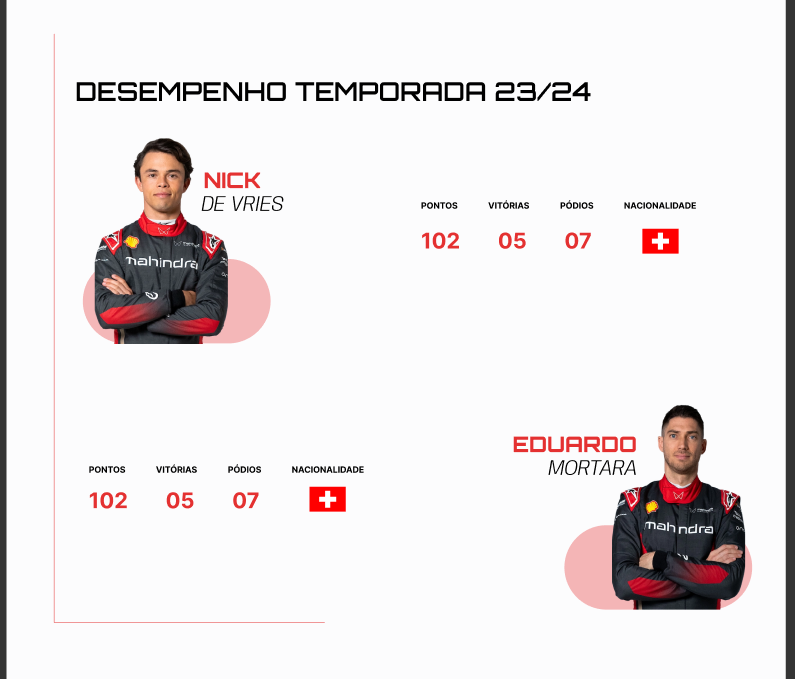 DESEMPENHO TEMPORADA 23/24
NICK
DE VRIES
PONTOS VITÓRIAS PÓDIOS NACIONALIDADE
102 05 07
mahindra
EDUARDO
MORTARA
PONTOS VITÓRIAS PÓDIOS NACIONALIDADE
102 05 07
mahindra